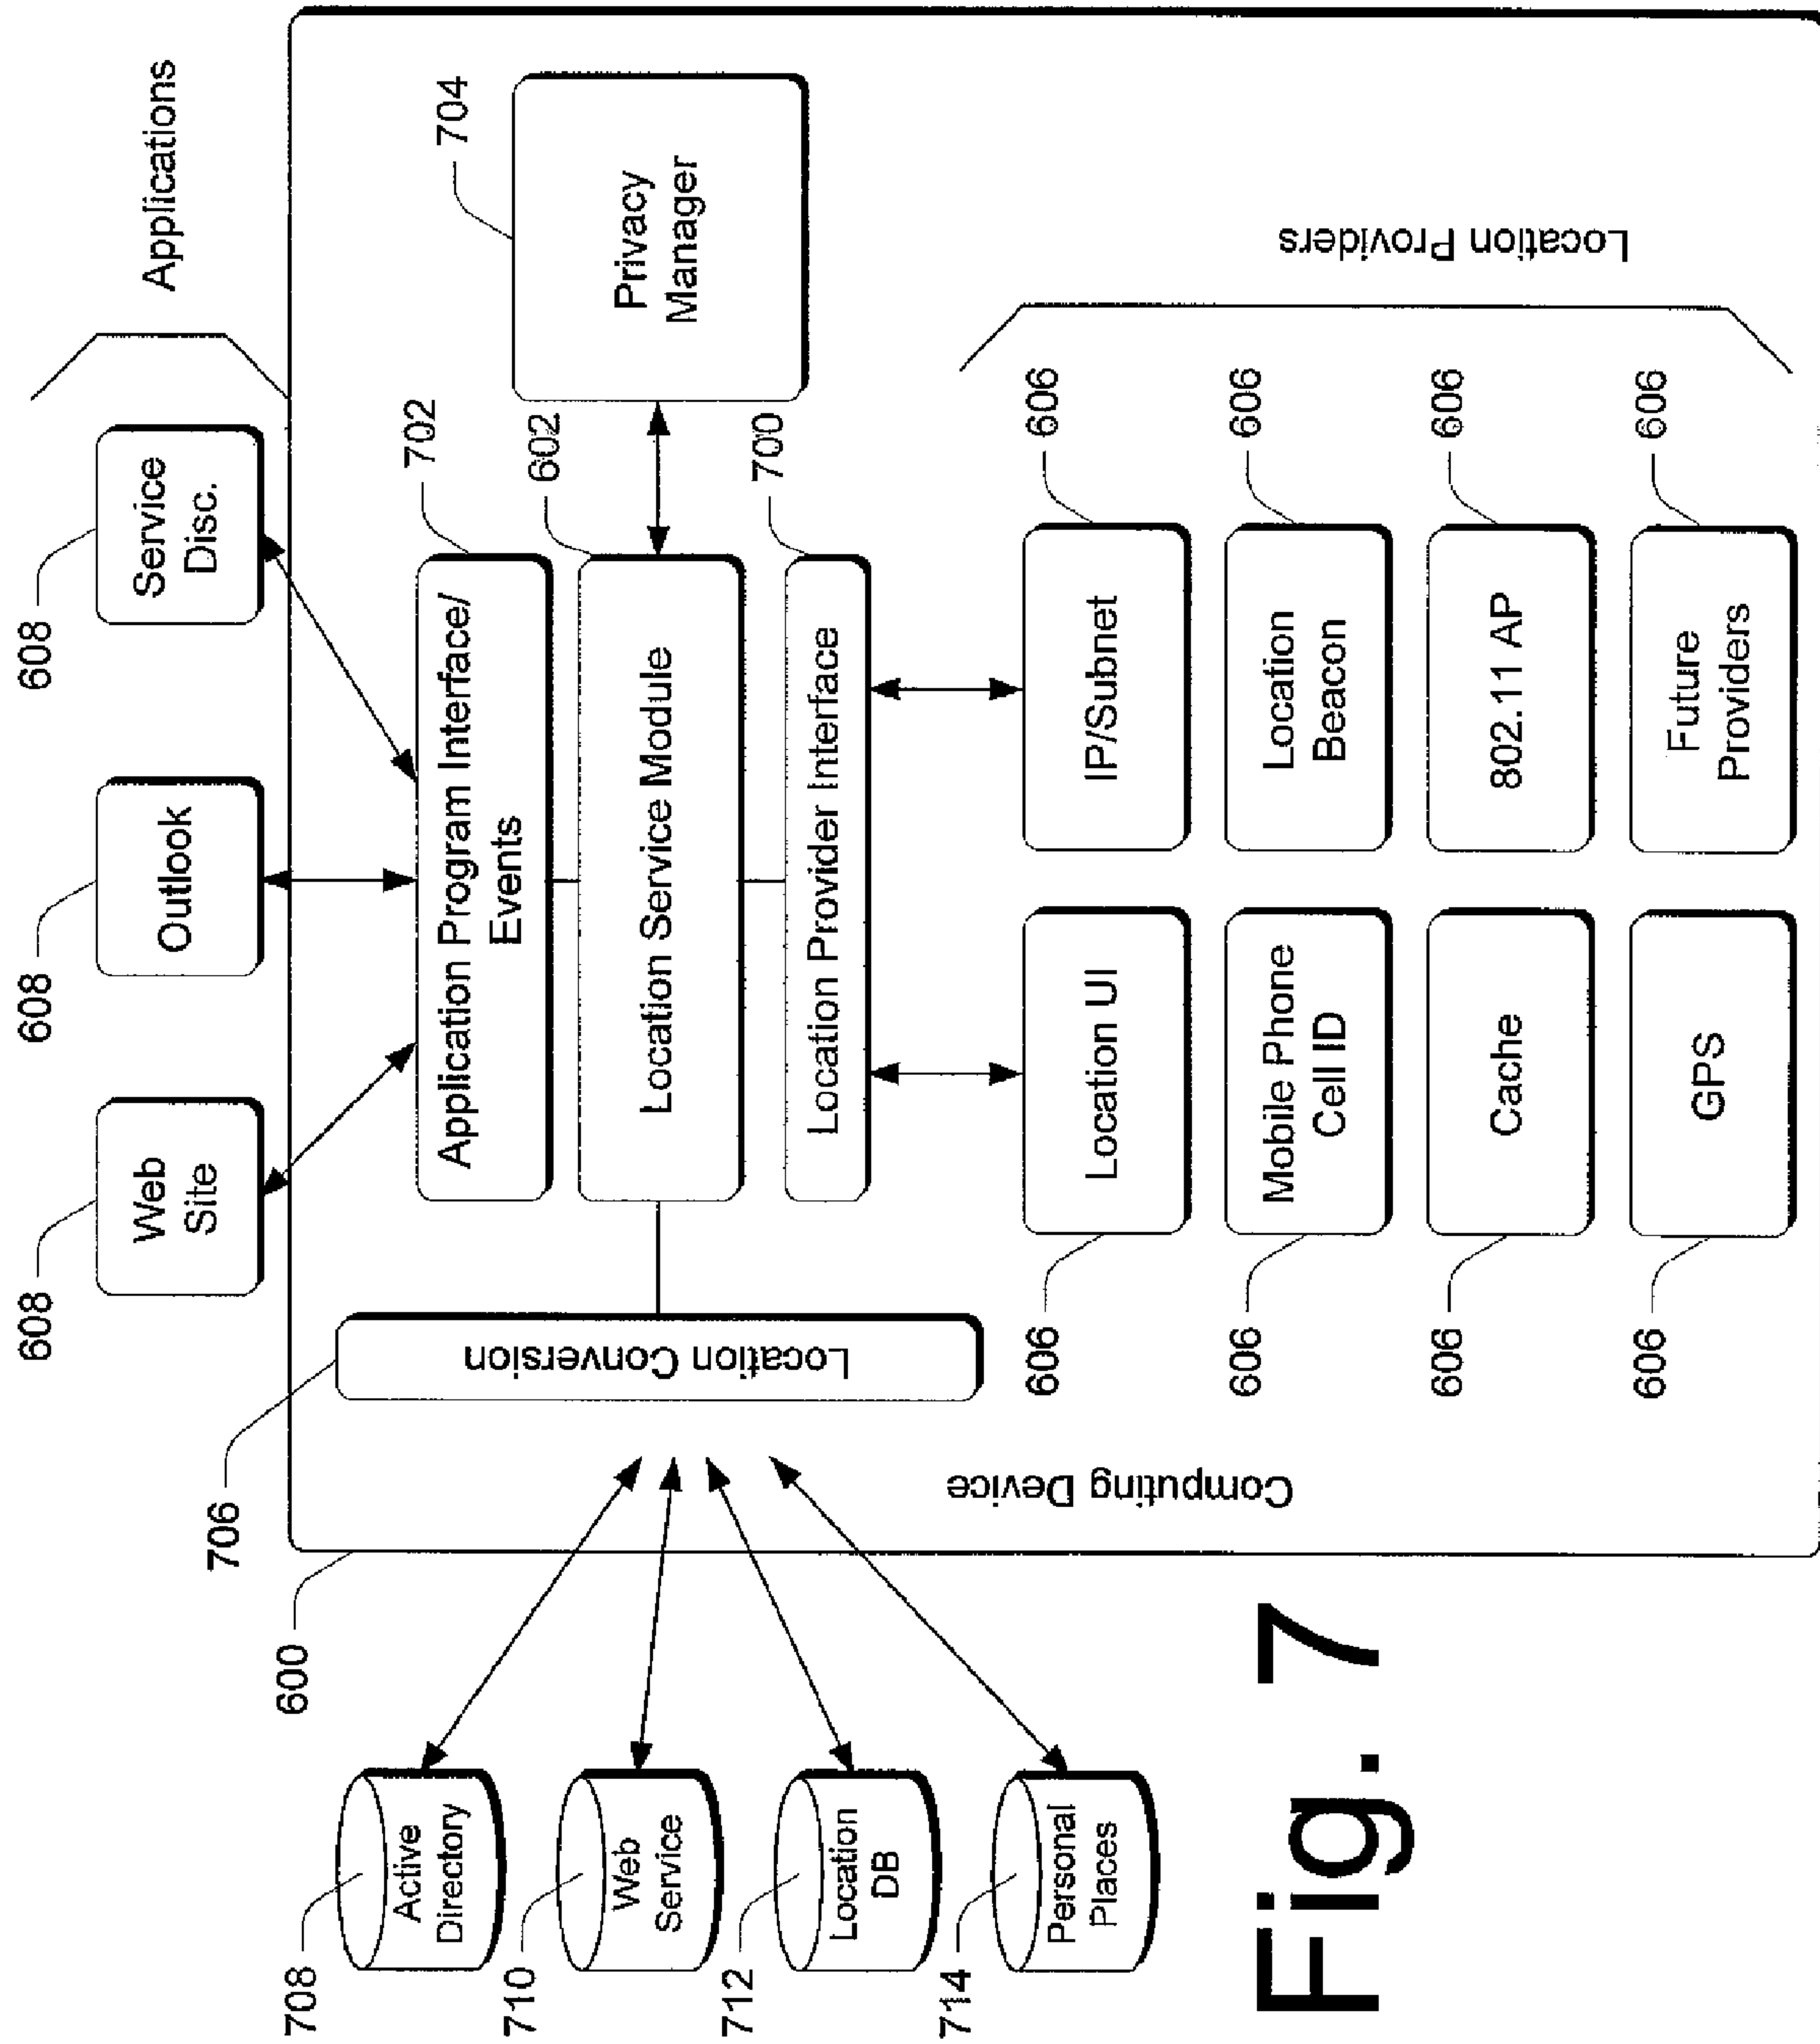 608
608
608
Applications
Web
Site
Outlook
Service
Disc.
706
600
702
602
700
704
Application Program Interface/
Events
Location Service Module
Location Provider Interface
Privacy
Manager
Location Conversion
Computing Device
708
Active
Directory
710
Web
Service
712
Location
DB
714
Personal
Places
606
Location UI
IP/Subnet
606
606
Mobile Phone
Cell ID
Location
Beacon
606
606
Cache
802.11 AP
606
606
GPS
Future
Providers
606
Location Providers
Fig. 7